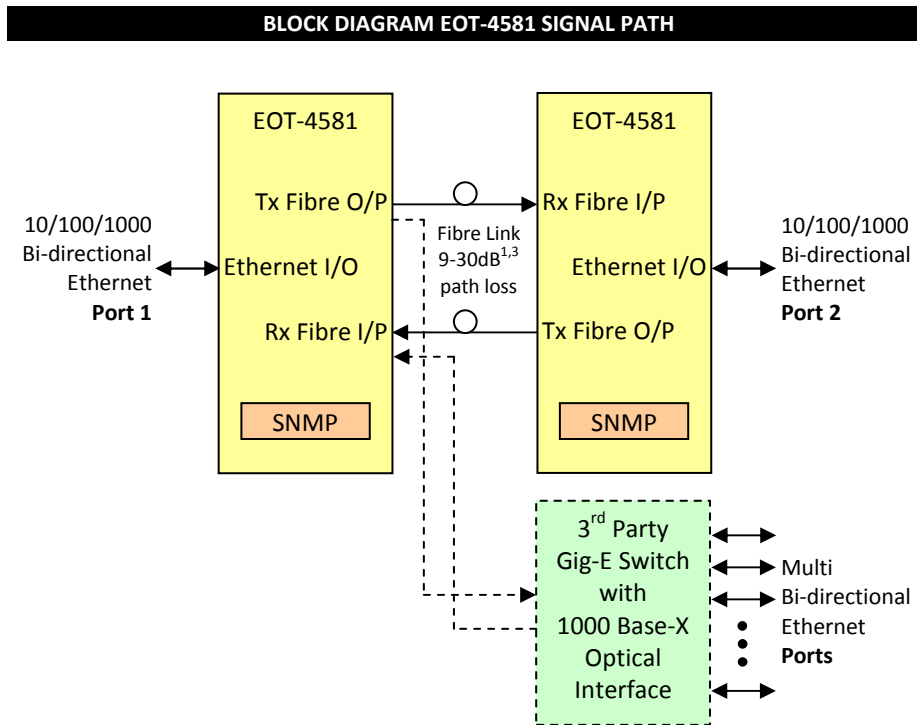 BLOCK DIAGRAM EOT-4581 SIGNAL PATH
EOT-4581
Tx Fibre O/P
Ethernet I/O
Rx Fibre I/P
SNMP
10/100/1000
Bi-directional
Ethernet
Port 1
Fibre Link
9-30dB1,3
path loss
EOT-4581
Rx Fibre I/P
Ethernet I/O
Tx Fibre O/P
SNMP
10/100/1000
Bi-directional
Ethernet
Port 2
3rd Party
Gig-E Switch
with
1000 Base-X
Optical
Interface
Multi
Bi-directional
Ethernet
Ports